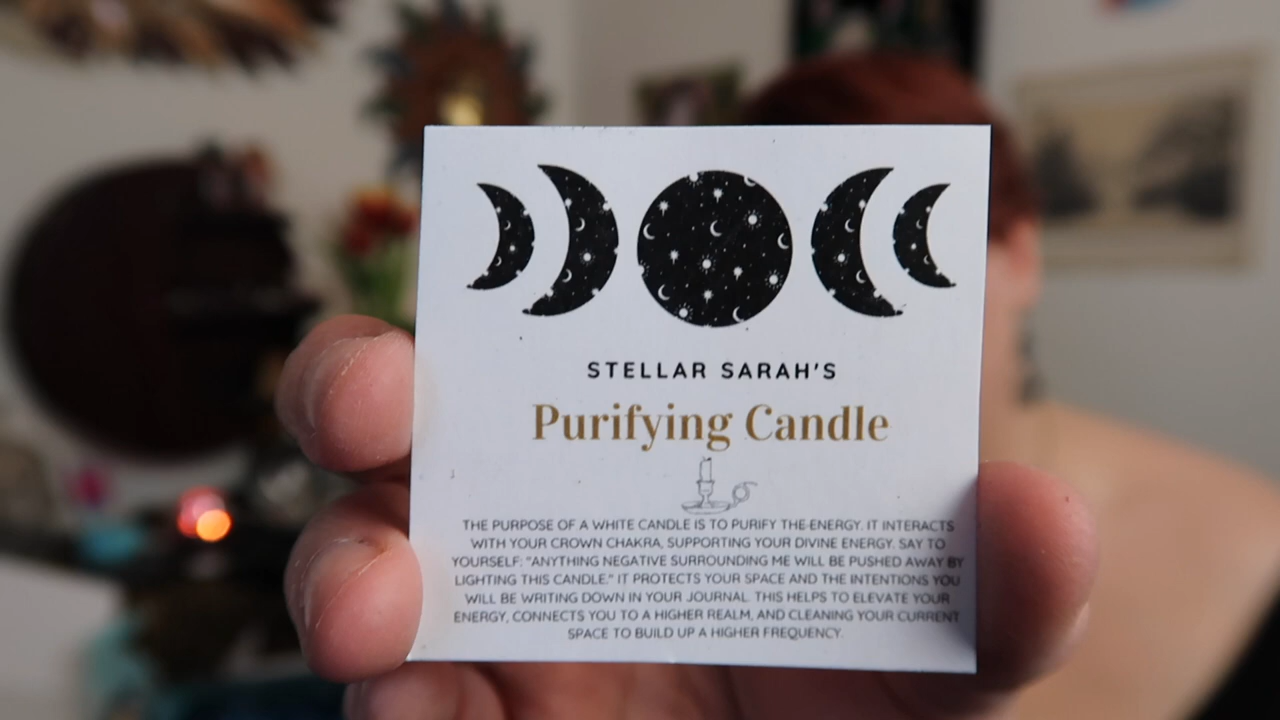 STELLAR SARAH'S
Purifying Candle
THE PURPOSE OF A WHITE CANDLE IS TO PURIFY THE ENERGY. IT INTERACTS
WITH YOUR CROWN CHAKRA, SUPPORTING YOUR DIVINE ENERGY. SAY TO
YOURSELF: "ANYTHING NEGATIVE SURROUNDING ME WILL BE PUSHED AWAY BY
LIGHTING THIS CANDLE." IT PROTECTS YOUR SPACE AND THE INTENTIONS YOU
WILL BE WRITING DOWN IN YOUR JOURNAL. THIS HELPS TO ELEVATE YOUR
ENERGY, CONNECTS YOU TO A HIGHER REALM, AND CLEANING YOUR CURRENT
SPACE TO BUILD UP A HIGHER FREQUENCY.